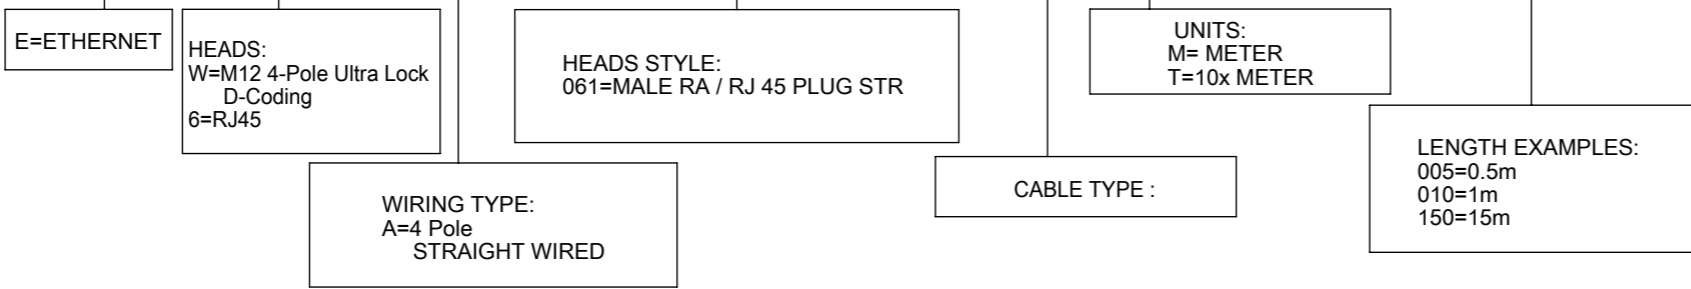 E=ETHERNET
HEADS:
W=M12 4-Pole Ultra Lock
D-Coding
6=RJ45
WIRING TYPE:
A=4 Pole
STRAIGHT WIRED
HEADS STYLE:
061=MALE RA / RJ 45 PLUG STR
CABLE TYPE :
UNITS:
M= METER
T=10x METER
LENGTH EXAMPLES:
005=0.5m
010=1m
150=15m